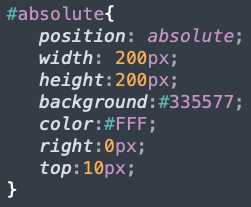 #absolute{
position: absolute;
width: 200px;
height:200px;
background:#335577;
color:#FFF;
right:0px;
top:10px;
}